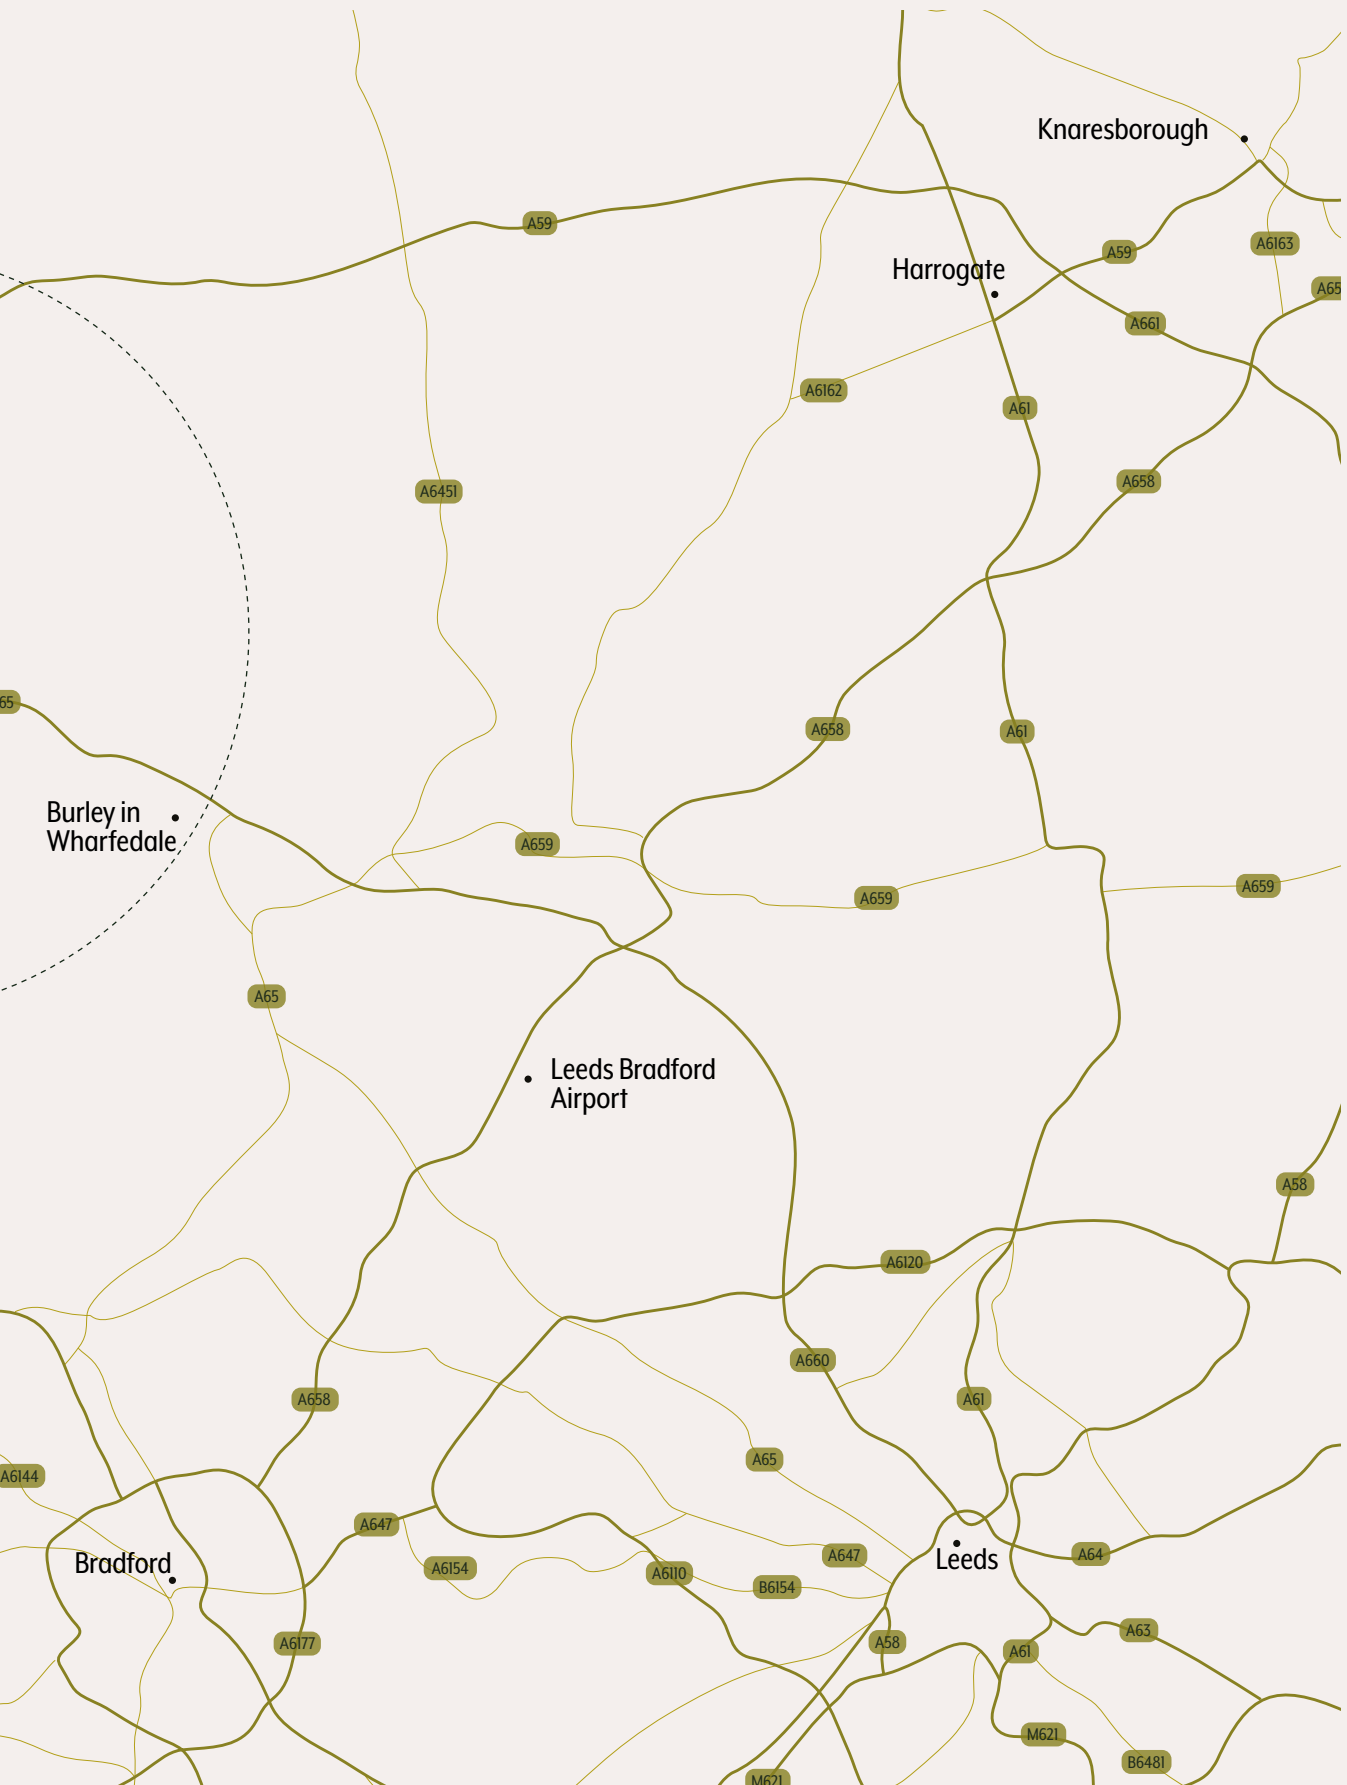 Knaresborough
A59
A59
A6163
Harrogate
A65
A661
A6162
A61
A658
A6451
65
A658
A61
Burley in
Wharfedale
A659
A659
A659
A65
Leeds Bradford
Airport
A58
A6120
A660
A658
A61
A65
A6144
A647
A647
A64
Bradford
Leeds
A6154
A6110
B6154
A63
A6177
A58
A61
M621
B6481
M621